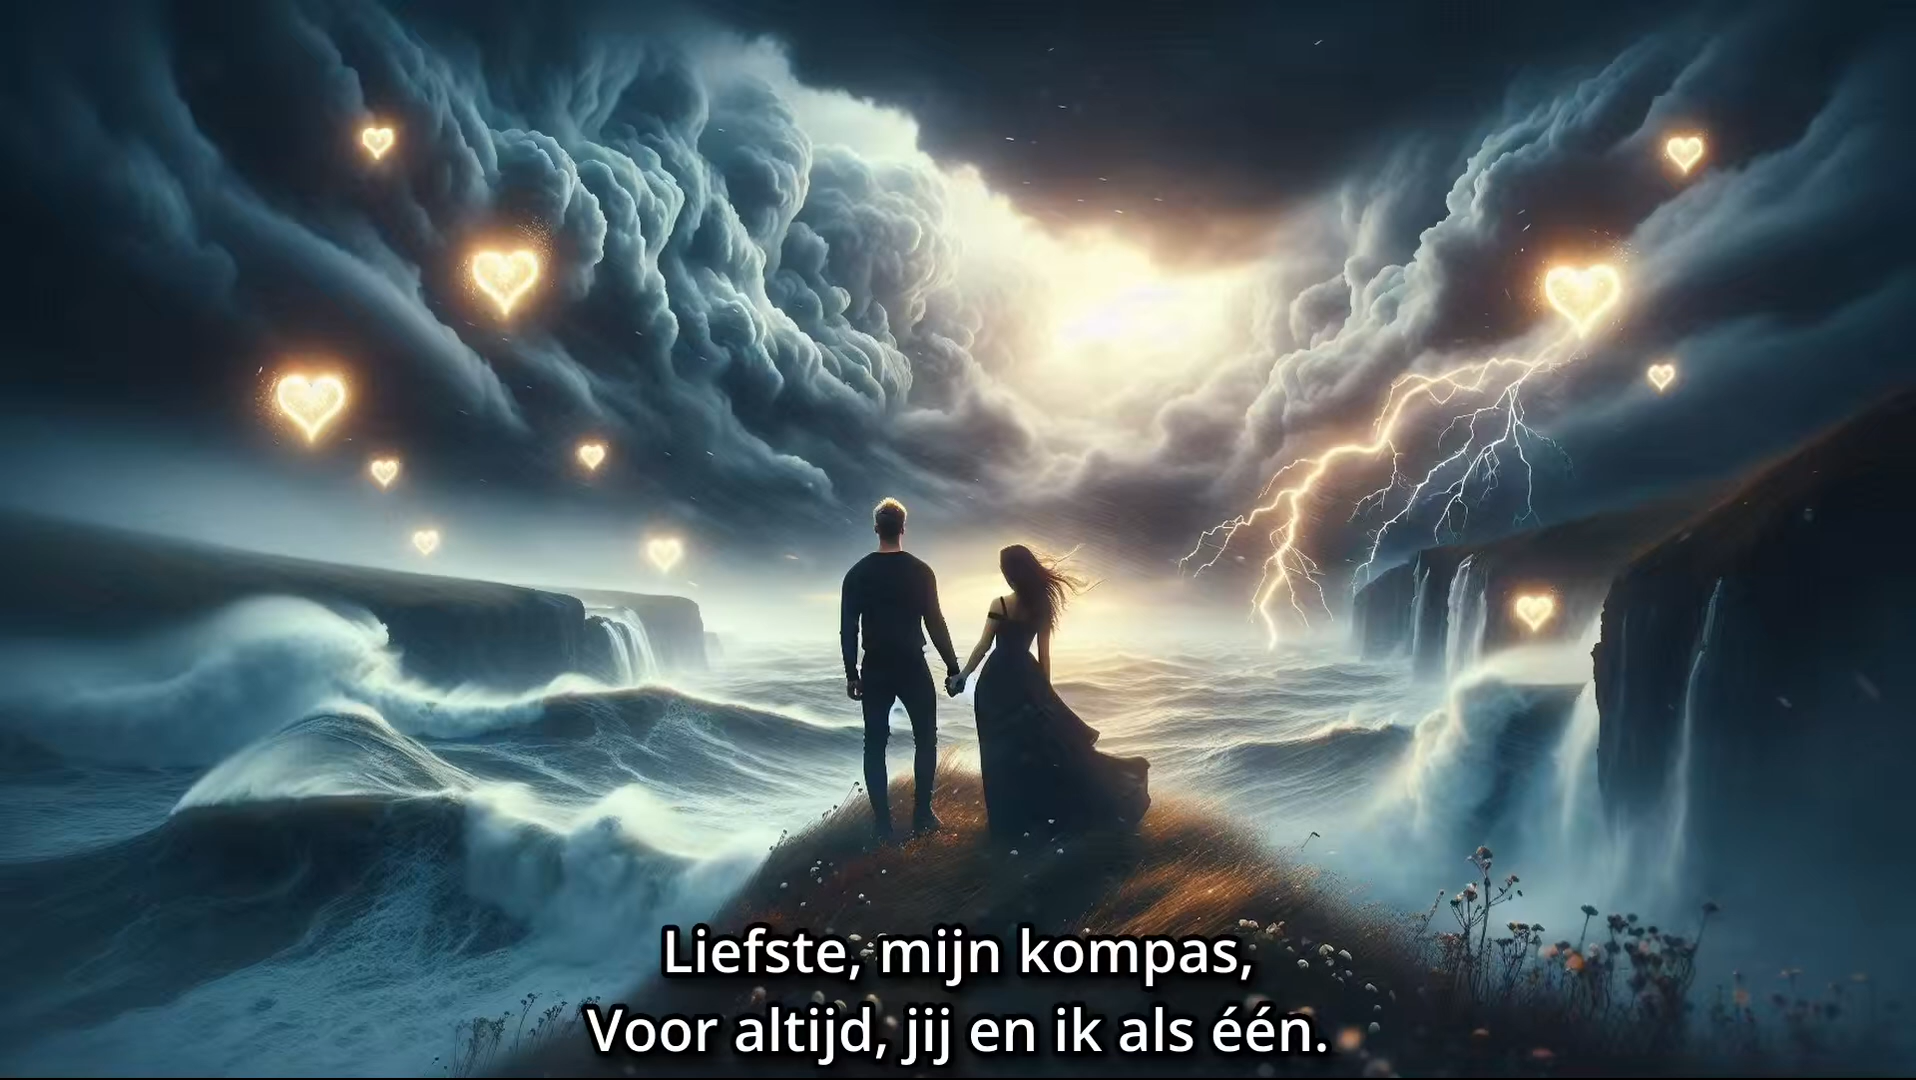 Liefste, mijn kompas,
Voor altijd, jij en ik als één.